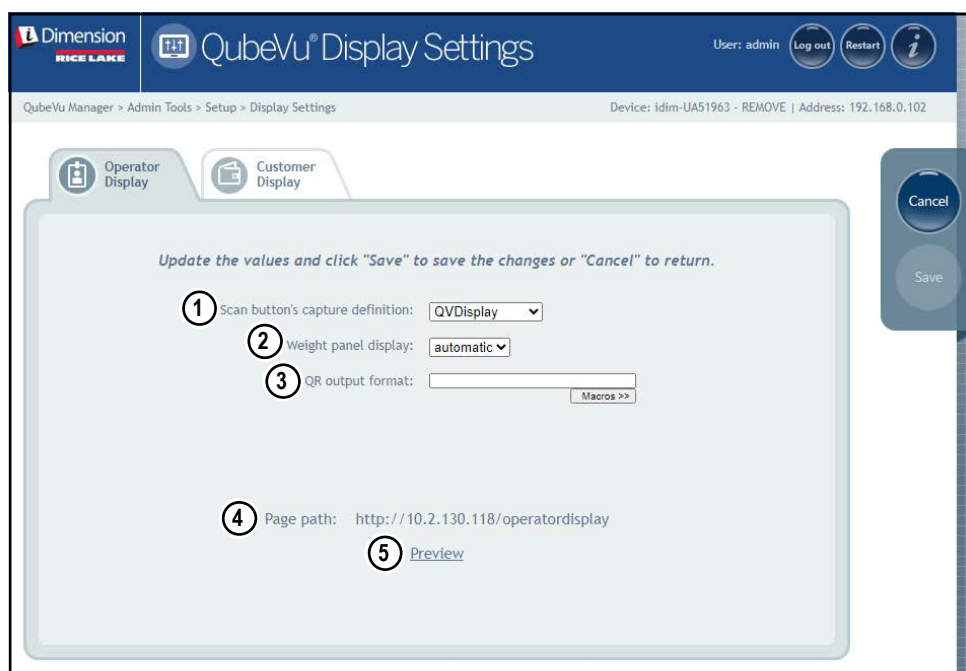 iDimension
RICE LAKE
QubeVu® Display Settings
User: admin
Log out
Restart
i
QubeVu Manager > Admin Tools > Setup > Display Settings
Device: idim-UA51963 - REMOVE | Address: 192.168.0.102
Operator
Display
Customer
Display
Cancel
Save
Update the values and click "Save" to save the changes or "Cancel" to return.
1 Scan button's capture definition: QVDisplay
2 Weight panel display: automatic
3 QR output format:
Macros >>
4 Page path: http://10.2.130.118/operatordisplay
5 Preview